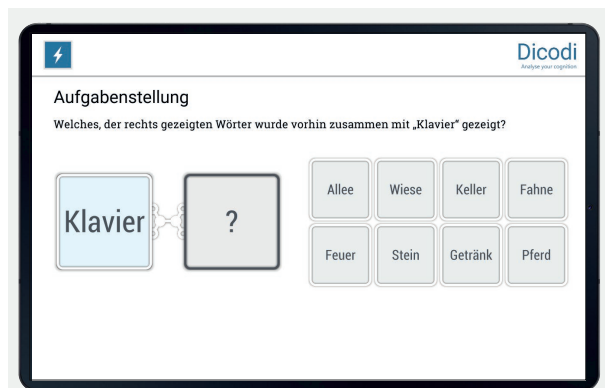 Dicodi
Analyse your cognition
Aufgabenstellung
Welches, der rechts gezeigten Wörter wurde vorhin zusammen mit „Klavier“ gezeigt?
Klavier
?
Allee Wiese Keller Fahne
Feuer Stein Getränk Pferd